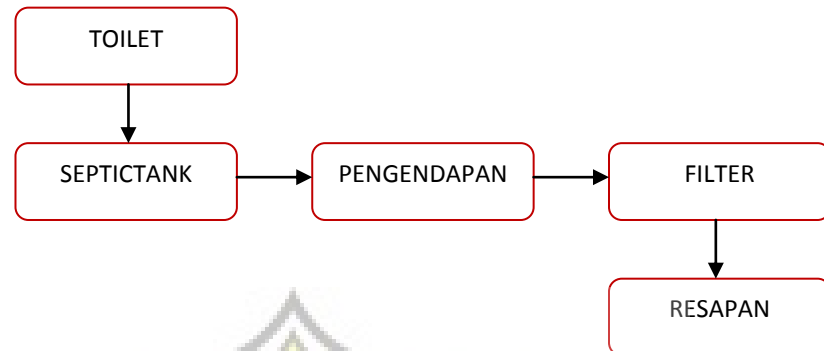 TOILET
SEPTICTANK
PENGENDAPAN
FILTER
RESAPAN